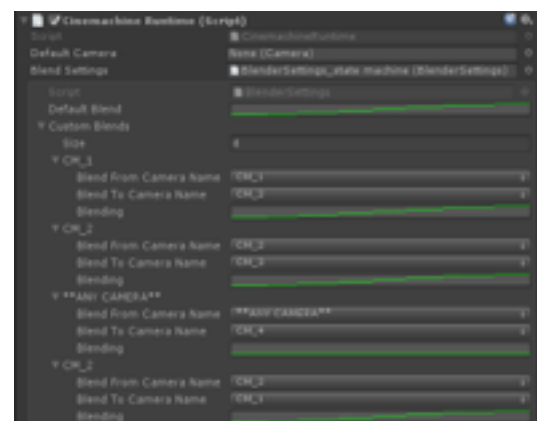 Cinemachine Runtime (Script)
Script CinemachineRuntime
Default Camera None (Camera)
Blend Settings BlenderSettings_state machine (BlenderSettings)
Script BlenderSettings
Default Blend
Custom Blends
Size 4
CM_1
Blend From Camera Name CM_1
Blend To Camera Name CM_2
Blending
CM_2
Blend From Camera Name CM_2
Blend To Camera Name CM_3
Blending
**ANY CAMERA**
Blend From Camera Name **ANY CAMERA**
Blend To Camera Name CM_4
Blending
CM_2
Blend From Camera Name CM_2
Blend To Camera Name CM_1
Blending